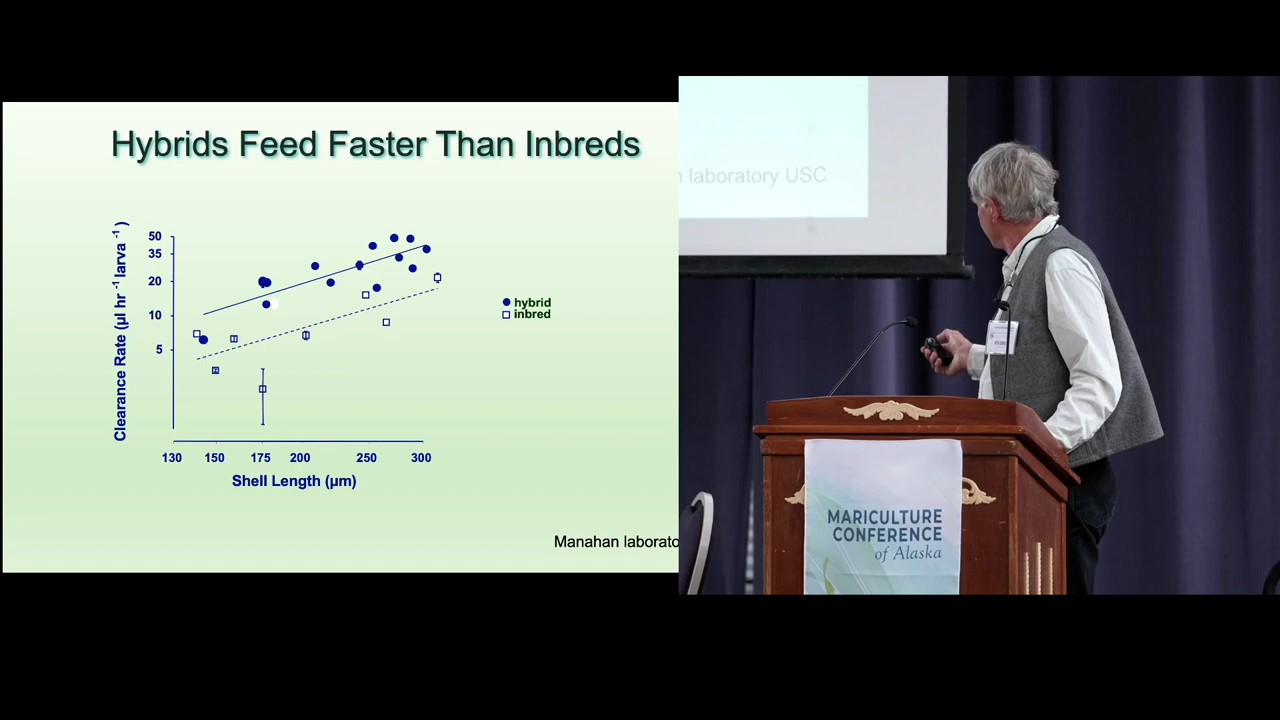 Hybrids Feed Faster Than Inbreds
Clearance Rate (µl hr⁻¹ larva⁻¹)
50
35
20
10
5
130 150 175 200 250 300
Shell Length (µm)
hybrid
inbred
Manahan laborato
laboratory USC
MARICULTURE
CONFERENCE
of Alaska